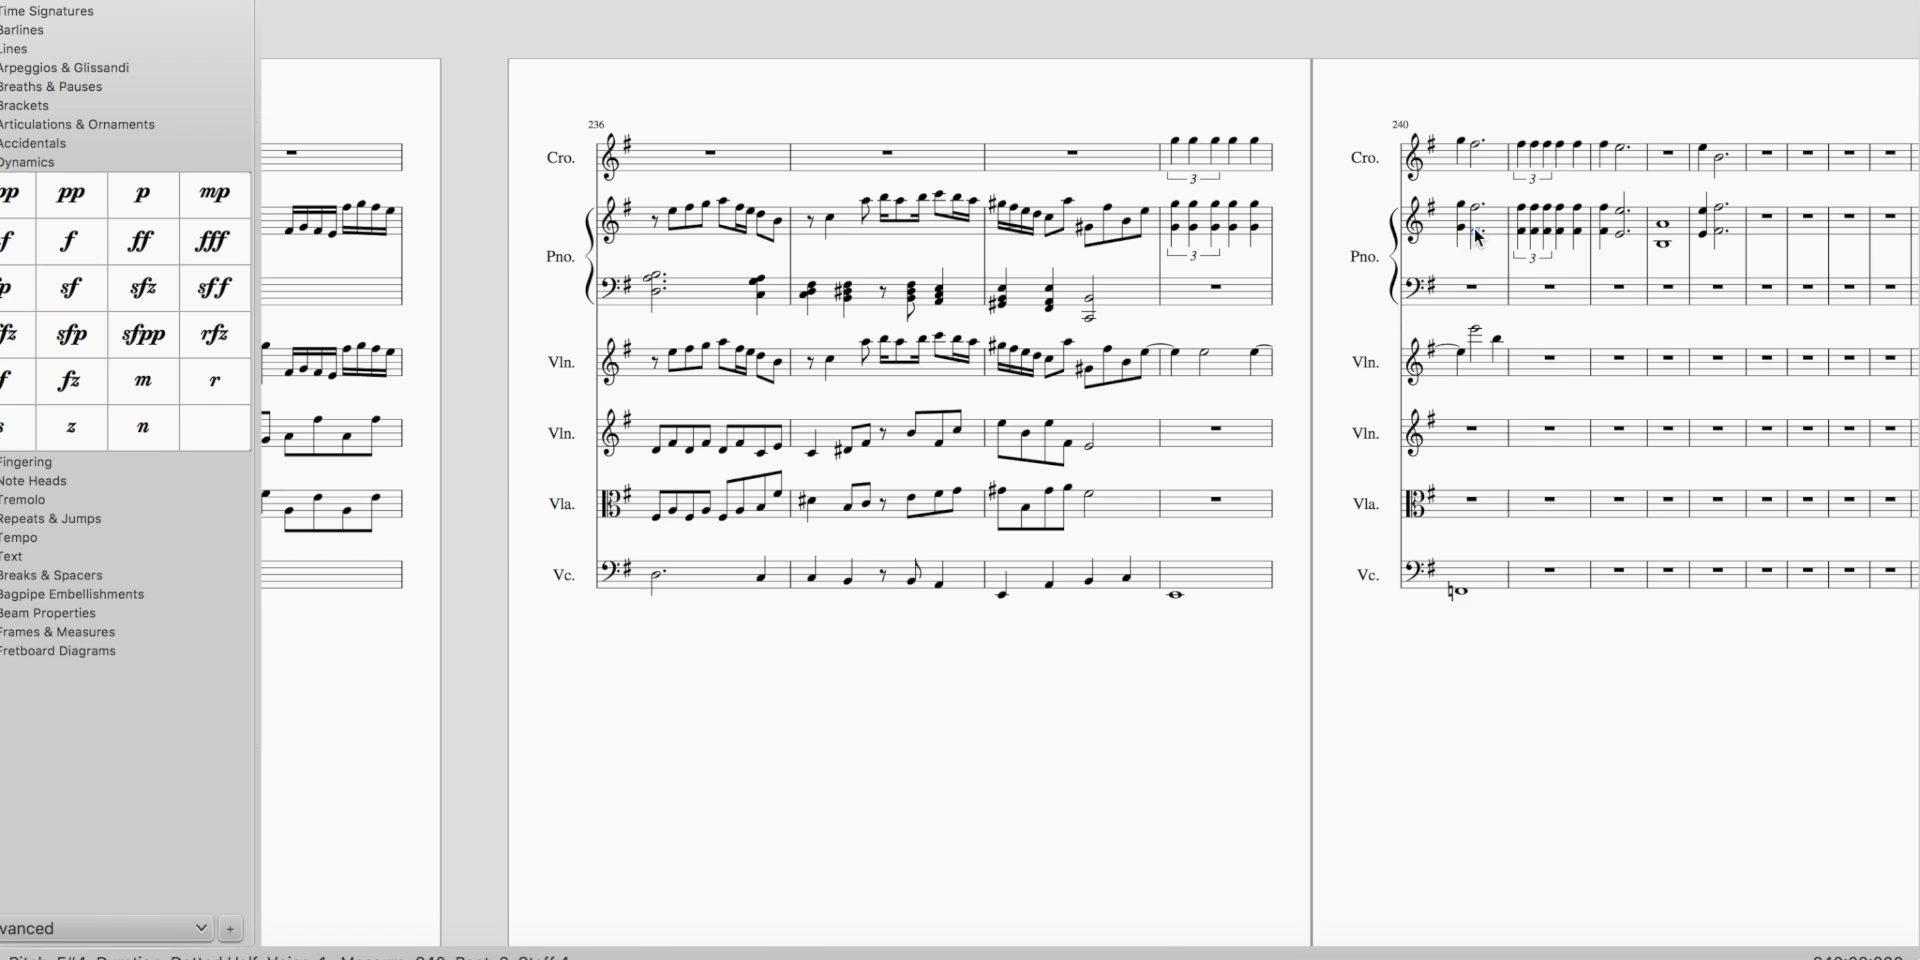 Time Signatures
Barlines
Lines
Arpeggios & Glissandi
Breaths & Pauses
Brackets
Articulations & Ornaments
Accidentals
Dynamics
pp p mp
f ff fff
sf sfz sff
sfp sfpp rfz
fz m r
z n
Fingering
Note Heads
Tremolo
Repeats & Jumps
Tempo
Text
Breaks & Spacers
Bagpipe Embellishments
Beam Properties
Frames & Measures
Fretboard Diagrams
vanced
+
236
Cro.
3
Pno.
3
Vln.
Vln.
Vla.
Vc.
240
Cro.
3
Pno.
3
Vln.
Vln.
Vla.
Vc.